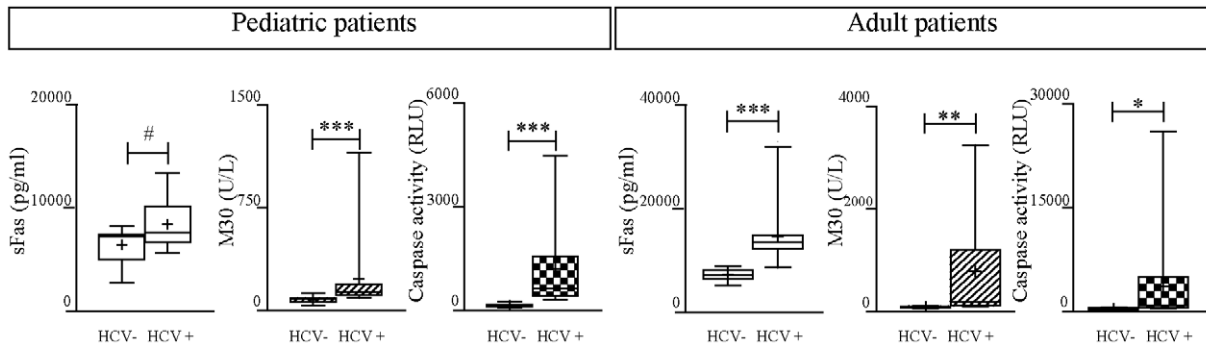 Pediatric patients
Adult patients
sFas (pg/ml)
20000
10000
0
#
HCV- HCV +
M30 (U/L)
1500
750
0
***
HCV- HCV +
Caspase activity (RLU)
6000
3000
0
***
HCV- HCV +
sFas (pg/ml)
40000
20000
0
***
HCV- HCV +
M30 (U/L)
4000
2000
0
**
HCV- HCV +
Caspase activity (RLU)
30000
15000
0
*
HCV- HCV +